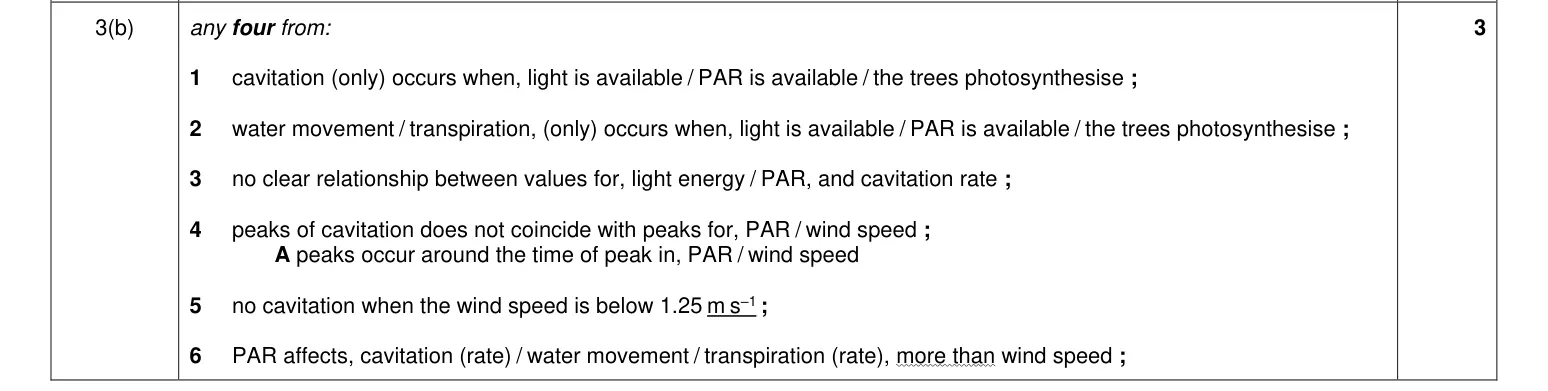 3(b) any four from: 3
1 cavitation (only) occurs when, light is available / PAR is available / the trees photosynthesise ;
2 water movement / transpiration, (only) occurs when, light is available / PAR is available / the trees photosynthesise ;
3 no clear relationship between values for, light energy / PAR, and cavitation rate ;
4 peaks of cavitation does not coincide with peaks for, PAR / wind speed ;
A peaks occur around the time of peak in, PAR / wind speed
5 no cavitation when the wind speed is below 1.25 m s⁻¹ ;
6 PAR affects, cavitation (rate) / water movement / transpiration (rate), more than wind speed ;